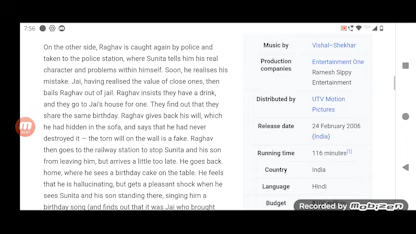 7:56
On the other side, Raghav is caught again by police and
taken to the police station, where Sunita tells him his real
character and problems within himself. Soon, he realises his
mistake. Jai, having realised the value of close ones, then
bails Raghav out of jail. Raghav insists they have a drink,
and they go to Jai's house for one. They find out that they
share the same birthday. Raghav gives back his will, which
he had hidden in the sofa, and says that he has never
destroyed it – the torn will on the wall is a fake. Raghav
then goes to the railway station to stop Sunita and his son
from leaving him, but arrives a little too late. He goes back
home, where he sees a birthday cake on the table. He feels
that he is hallucinating, but gets a pleasant shock when he
sees Sunita and his son standing there, singing him a
birthday song (and finds out that it was Jai who brought
Music by
Vishal–Shekhar
Production
companies
Entertainment One
Ramesh Sippy
Entertainment
Distributed by
UTV Motion
Pictures
Release date
24 February 2006
(India)
Running time
116 minutes[1]
Country
India
Language
Hindi
Budget
Recorded by
MOBIZEN